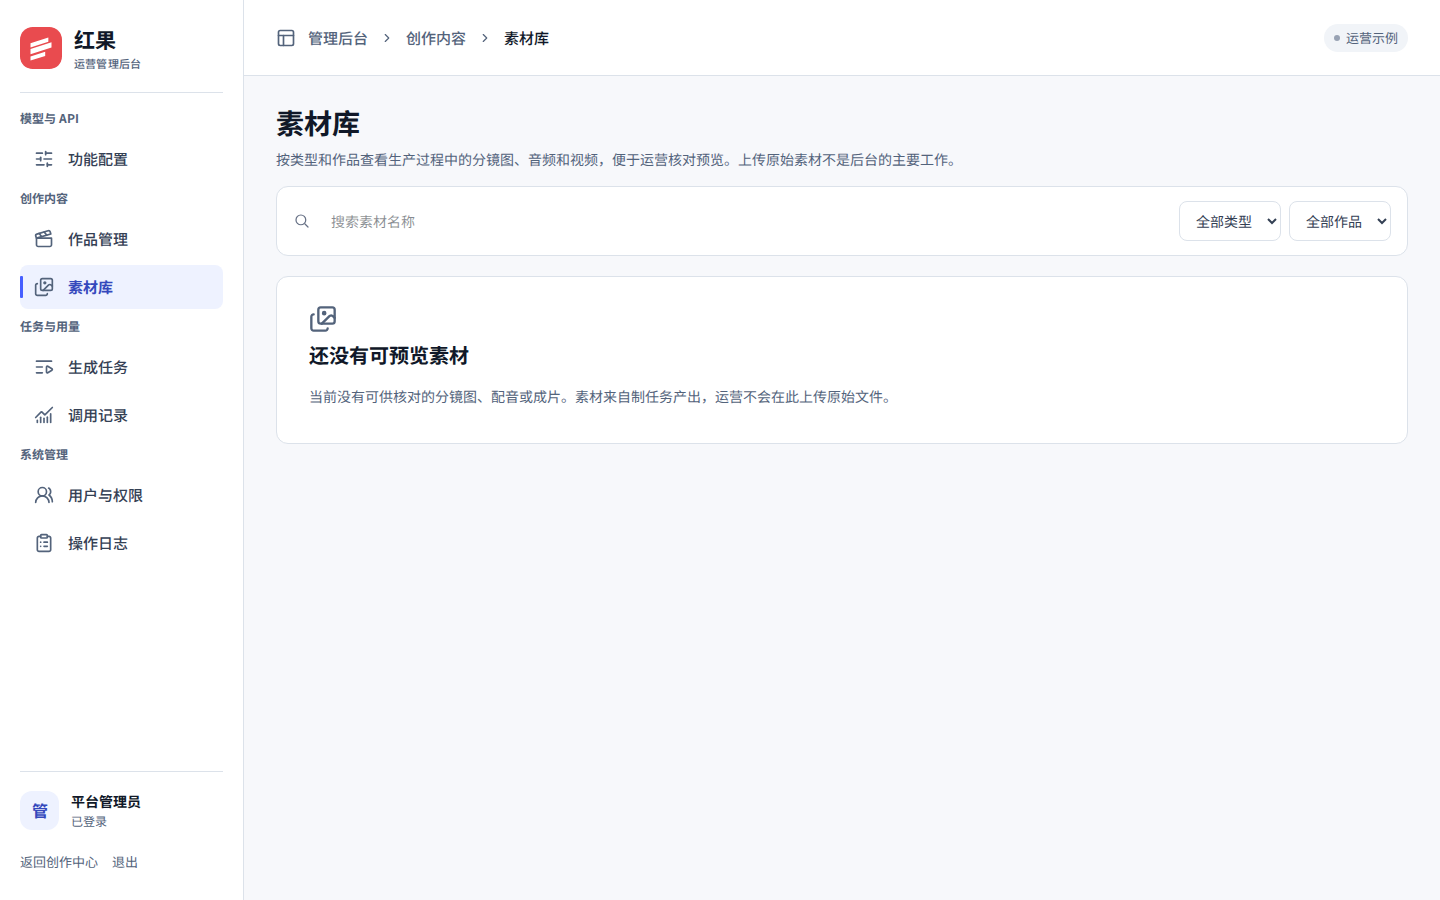 红果
运营管理后台
模型与 API
功能配置
创作内容
作品管理
素材库
任务与用量
生成任务
调用记录
系统管理
用户与权限
操作日志
管
平台管理员
已登录
返回创作中心 退出
管理后台 > 创作内容 > 素材库
运营示例
素材库
按类型和作品查看生产过程中的分镜图、音频和视频，便于运营核对预览。上传原始素材不是后台的主要工作。
搜索素材名称
全部类型
全部作品
还没有可预览素材
当前没有可供核对的分镜图、配音或成片。素材来自制任务产出，运营不会在此上传原始文件。